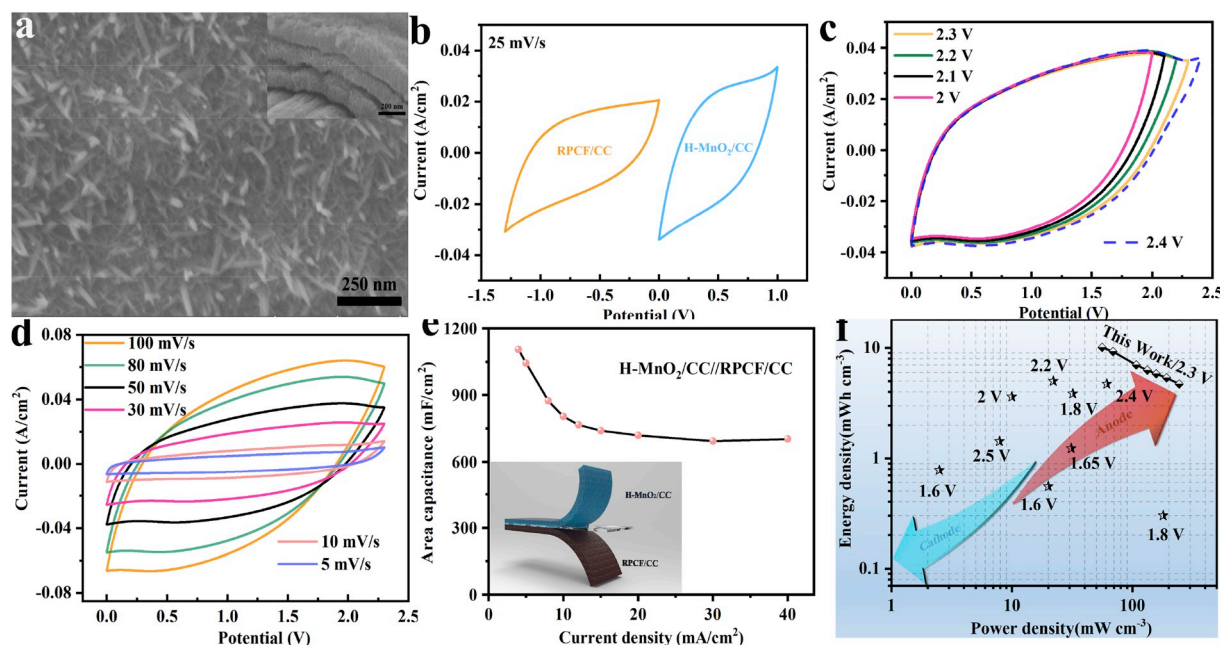 a
200 nm
250 nm
b
25 mV/s
RPCF/CC
H-MnO₂/CC
Current (A/cm²)
0.04
0.02
0.00
-0.02
-0.04
-1.5
-1.0
-0.5
0.0
0.5
1.0
Potential (V)
c
2.3 V
2.2 V
2.1 V
2 V
2.4 V
Current (A/cm²)
0.04
0.02
0.00
-0.02
-0.04
0.0
0.5
1.0
1.5
2.0
2.5
Potential (V)
d
100 mV/s
80 mV/s
50 mV/s
30 mV/s
10 mV/s
5 mV/s
Current (A/cm²)
0.08
0.04
0.00
-0.04
-0.08
0.0
0.5
1.0
1.5
2.0
2.5
Potential (V)
e
H-MnO₂/CC//RPCF/CC
H-MnO₂/CC
RPCF/CC
Area capacitance (mF/cm²)
1200
900
600
300
0
0
10
20
30
40
Current density (mA/cm²)
f
This Work/2.3 V
2.2 V
2 V
1.8 V
2.4 V
Anode
2.5 V
1.65 V
1.6 V
1.6 V
1.8 V
Cathode
Energy density(mWh cm⁻³)
10
1
0.1
1
10
100
Power density(mW cm⁻³)